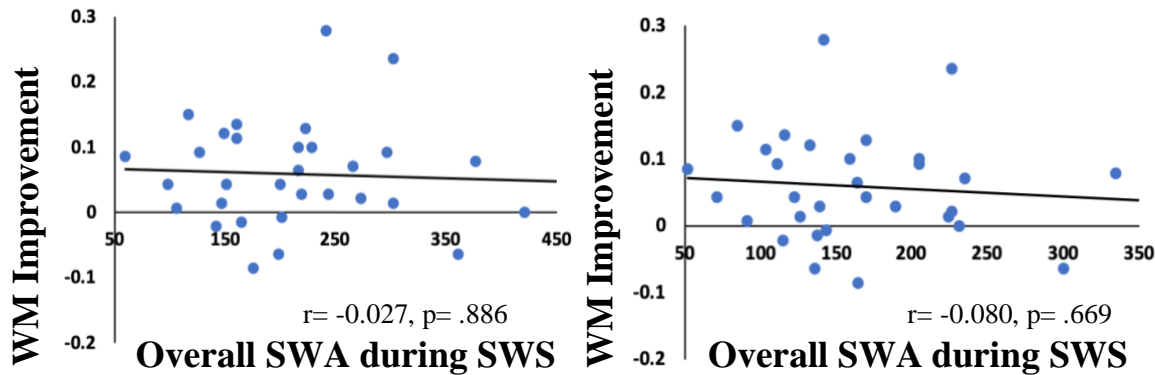 WM Improvement
0.3
0.2
0.1
0
-0.1
-0.2
50 150 250 350 450
r= -0.027, p= .886
Overall SWA during SWS
WM Improvement
0.3
0.2
0.1
0
-0.1
-0.2
50 100 150 200 250 300 350
r= -0.080, p= .669
Overall SWA during SWS